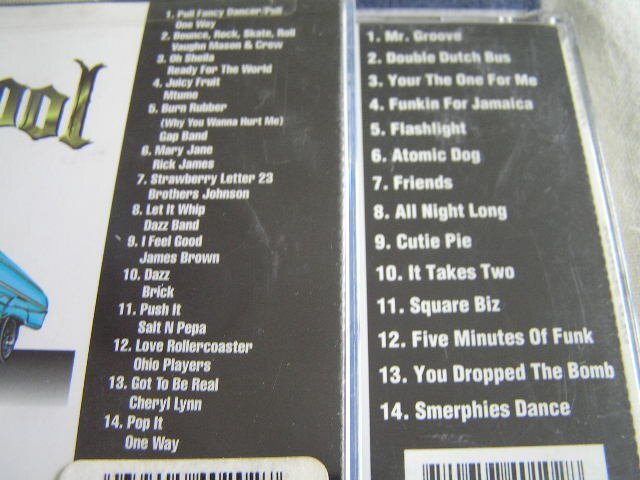 ool
1. Pull Fancy Dancer/Pull
One Way
2. Bounce, Rock, Skate, Roll
Vaughn Mason & Crew
3. Oh Sheila
Ready For The World
4. Juicy Fruit
Mtume
5. Burn Rubber
(Why You Wanna Hurt Me)
Gap Band
6. Mary Jane
Rick James
7. Strawberry Letter 23
Brothers Johnson
8. Let It Whip
Dazz Band
9. I Feel Good
James Brown
10. Dazz
Brick
11. Push It
Salt N Pepa
12. Love Rollercoaster
Ohio Players
13. Got To Be Real
Cheryl Lynn
14. Pop It
One Way
1. Mr. Groove
2. Double Dutch Bus
3. Your The One For Me
4. Funkin For Jamaica
5. Flashlight
6. Atomic Dog
7. Friends
8. All Night Long
9. Cutie Pie
10. It Takes Two
11. Square Biz
12. Five Minutes Of Funk
13. You Dropped The Bomb
14. Smerphies Dance